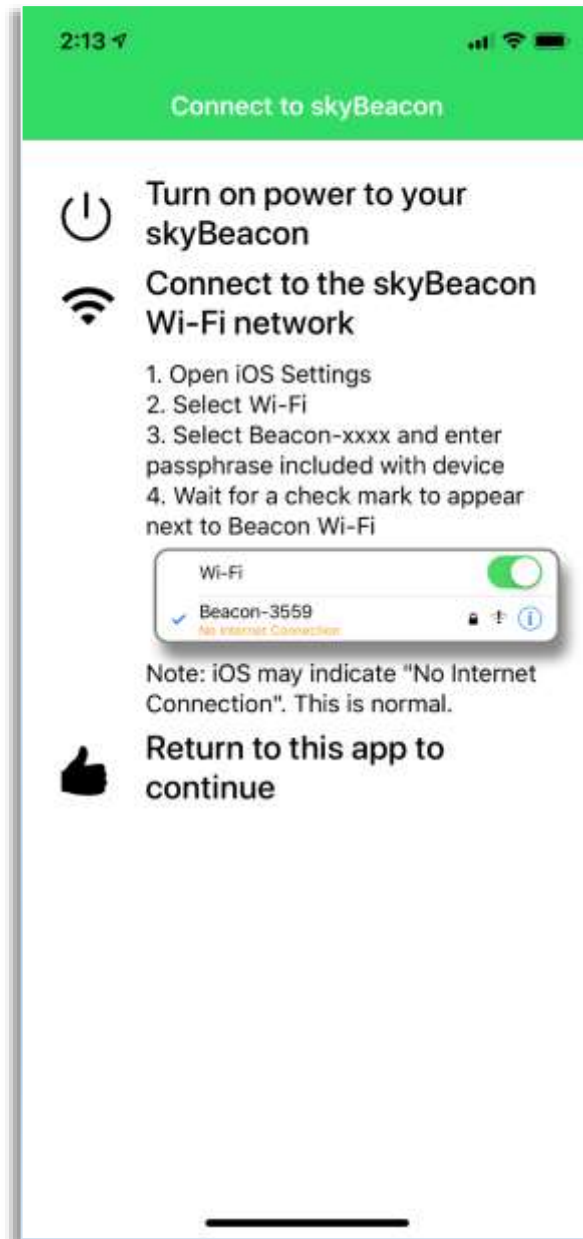 2:13
Connect to skyBeacon
Turn on power to your
skyBeacon
Connect to the skyBeacon
Wi-Fi network
1. Open iOS Settings
2. Select Wi-Fi
3. Select Beacon-xxxx and enter
passphrase included with device
4. Wait for a check mark to appear
next to Beacon Wi-Fi
Wi-Fi
Beacon-3559
No Internet Connection
Note: iOS may indicate "No Internet
Connection". This is normal.
Return to this app to
continue